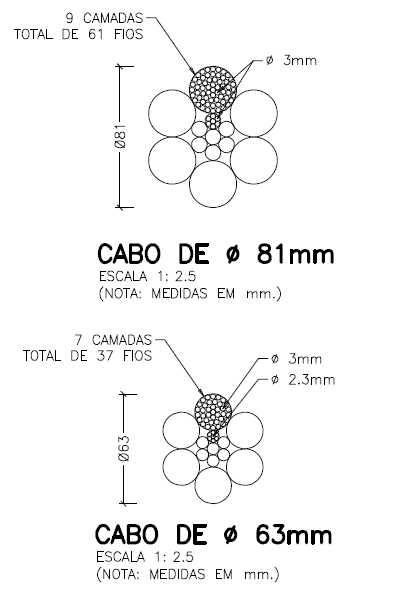 9 CAMADAS
TOTAL DE 61 FIOS
ø 3mm
Ø81
CABO DE ø 81mm
ESCALA 1: 2.5
(NOTA: MEDIDAS EM mm.)
7 CAMADAS
TOTAL DE 37 FIOS
ø 3mm
ø 2.3mm
Ø63
CABO DE ø 63mm
ESCALA 1: 2.5
(NOTA: MEDIDAS EM mm.)